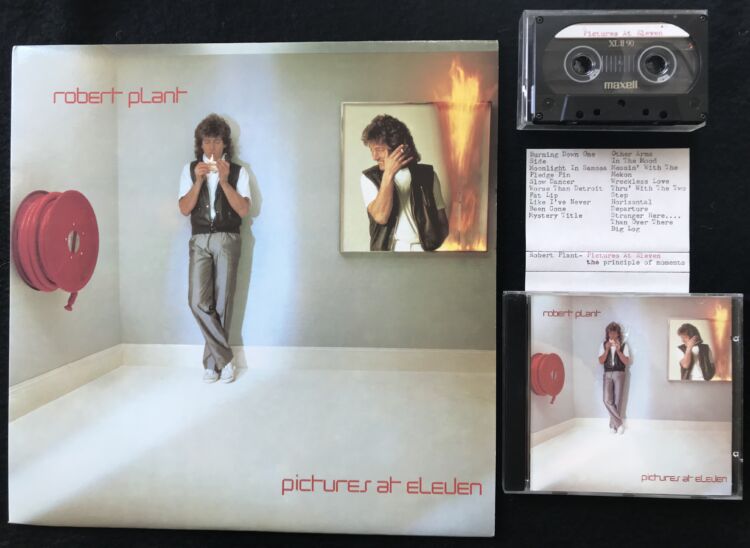 robert plant
pictures at eleven
Pictures At Eleven
XL II 90
maxell
Burning Down One
Side
Moonlight In Samosa
Pledge Pin
Slow Dancer
Worse Than Detroit
Fat Lip
Like I've Never
Been Gone
Mystery Title
Other Arms
In The Mood
Messin' With The
Mekon
Wreckless Love
Thru' With The Two
Step
Horizontal
Departure
Stranger Here....
Than Over There
Big Log
Robert Plant- Pictures At Eleven
the principle of moments
robert plant
pictures at eleven